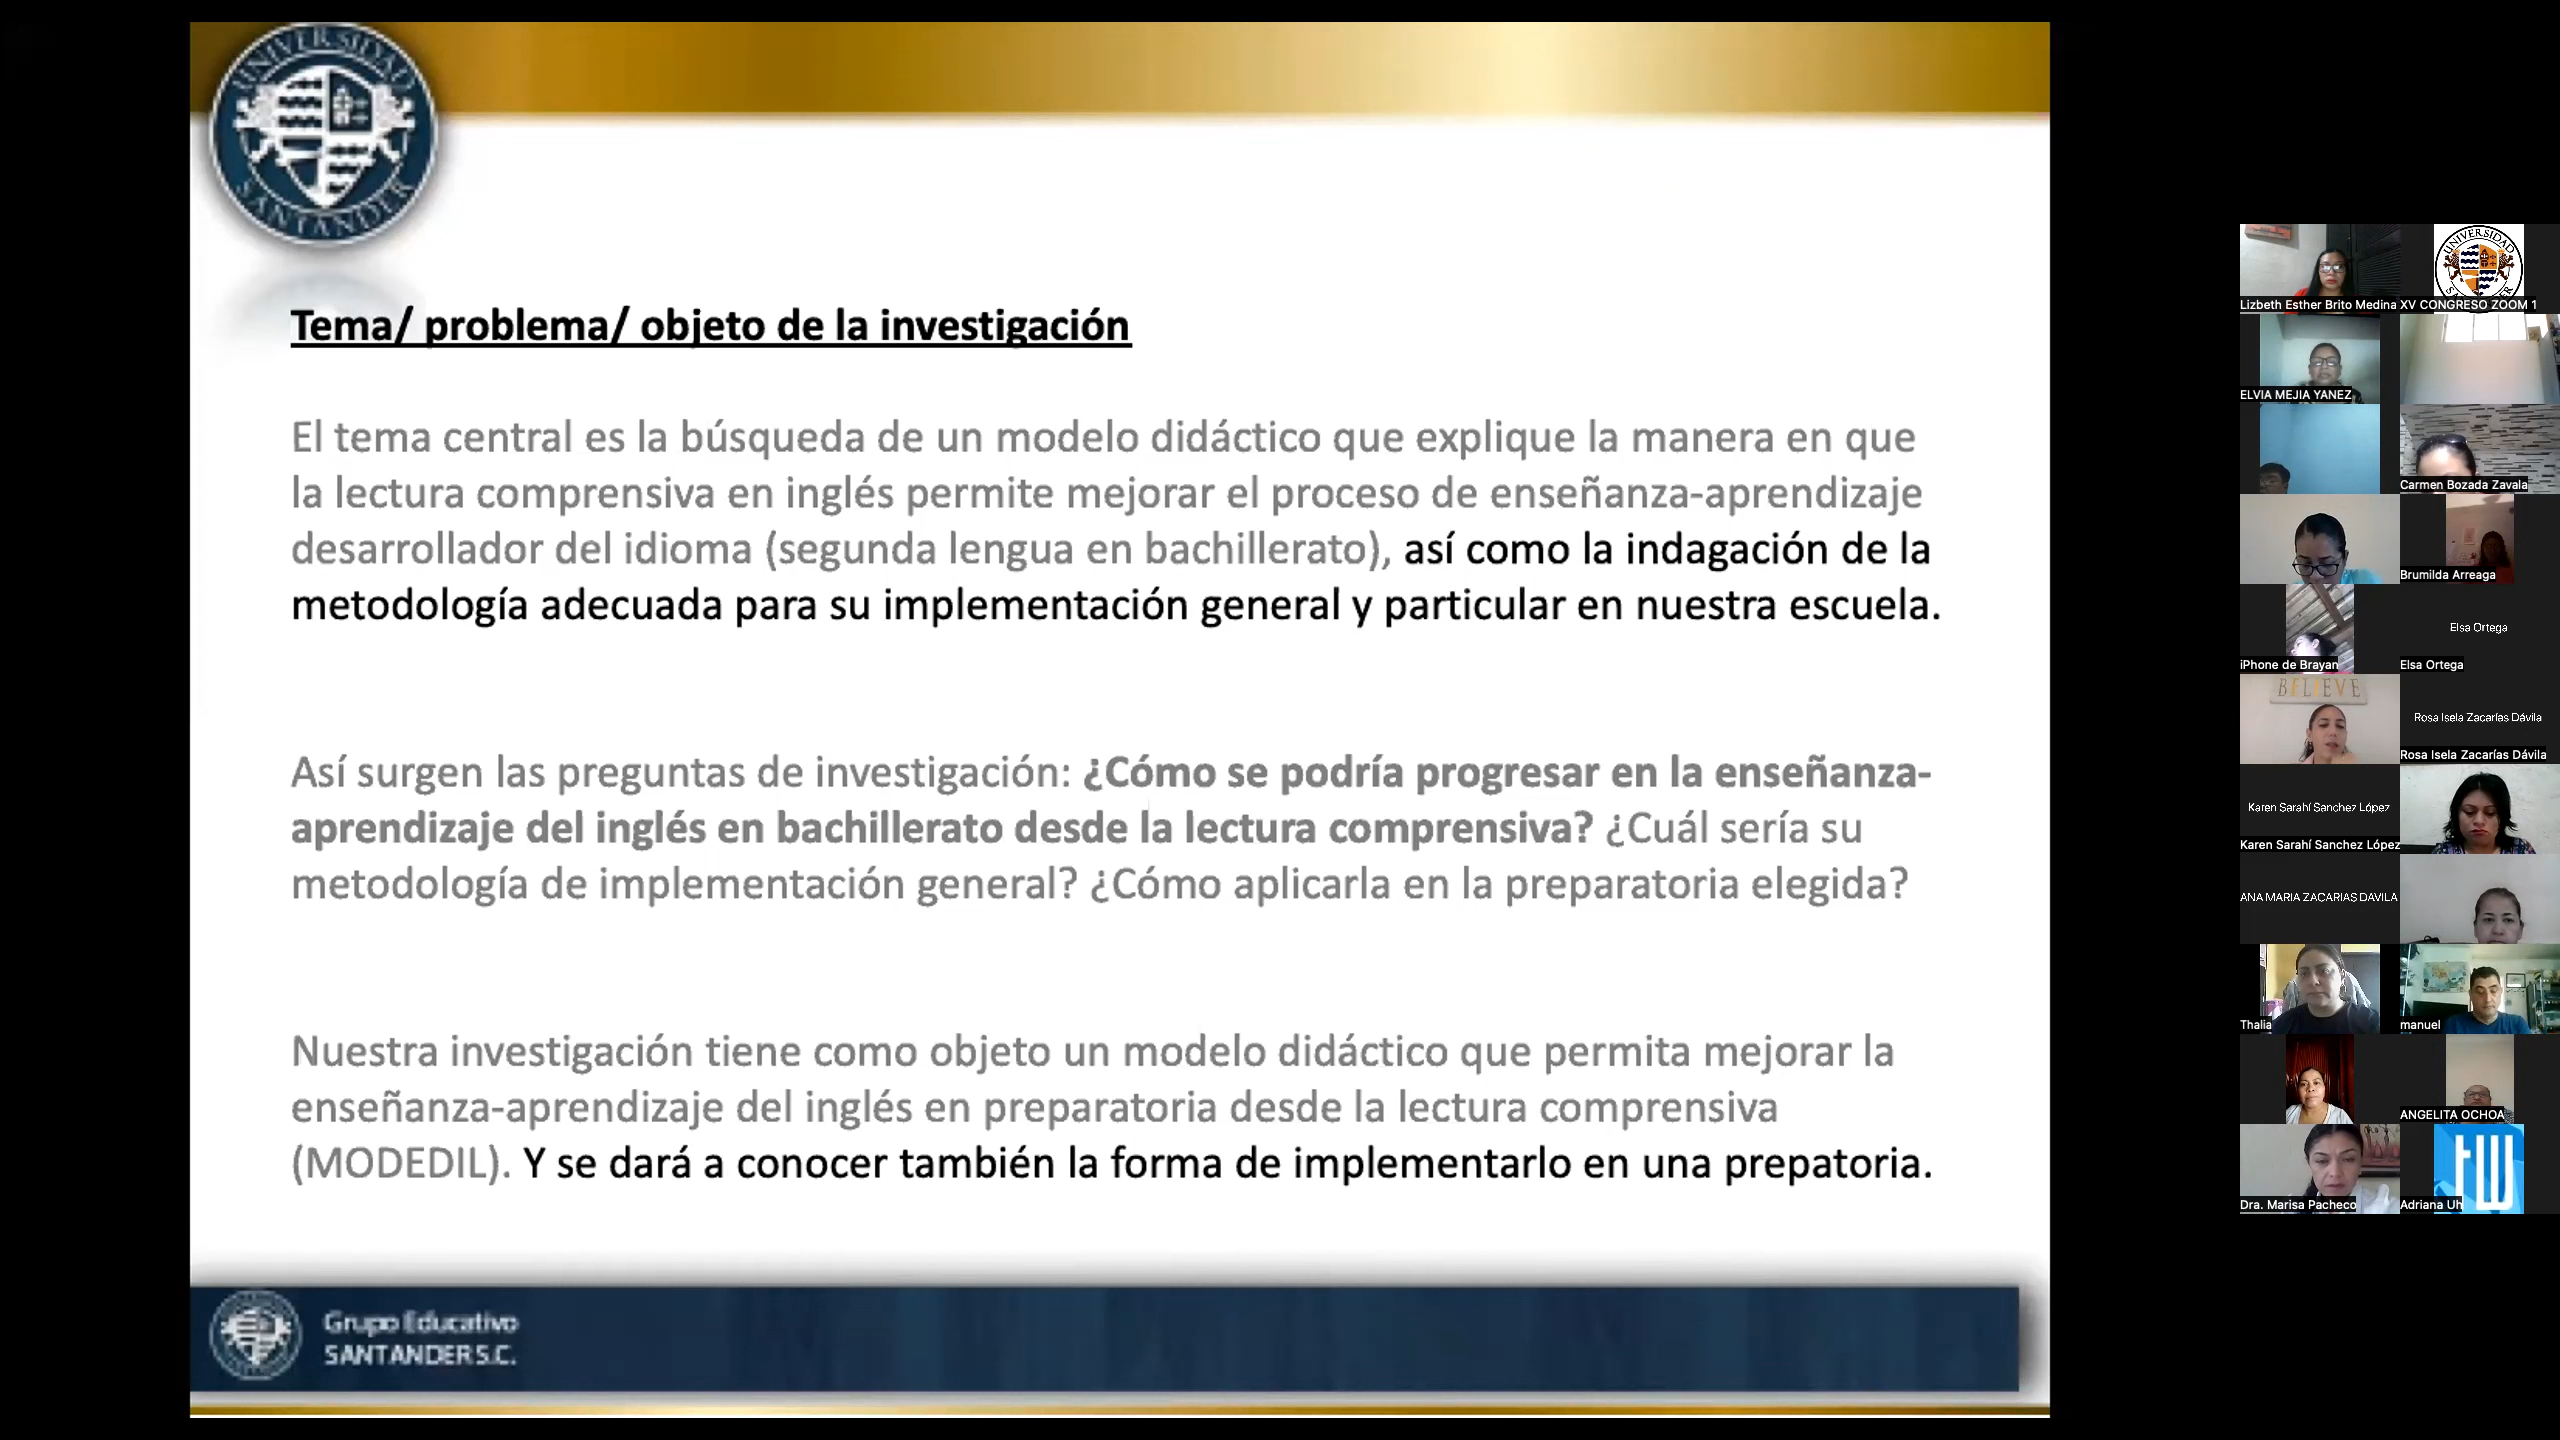 UNIVERSIDAD
SANTANDER
Tema/ problema/ objeto de la investigación
El tema central es la búsqueda de un modelo didáctico que explique la manera en que
la lectura comprensiva en inglés permite mejorar el proceso de enseñanza-aprendizaje
desarrollador del idioma (segunda lengua en bachillerato), así como la indagación de la
metodología adecuada para su implementación general y particular en nuestra escuela.
Así surgen las preguntas de investigación: ¿Cómo se podría progresar en la enseñanza-
aprendizaje del inglés en bachillerato desde la lectura comprensiva? ¿Cuál sería su
metodología de implementación general? ¿Cómo aplicarla en la preparatoria elegida?
Nuestra investigación tiene como objeto un modelo didáctico que permita mejorar la
enseñanza-aprendizaje del inglés en preparatoria desde la lectura comprensiva
(MODEDIL). Y se dará a conocer también la forma de implementarlo en una prepatoria.
Grupo Educativo
SANTANDER S.C.
UNIVERSIDAD
Lizbeth Esther Brito Medina
XV CONGRESO ZOOM 1
ELVIA MEJIA YANEZ
Carmen Bozada Zavala
Brumilda Arreaga
iPhone de Brayan
Elsa Ortega
Elsa Ortega
BELIEVE
Rosa Isela Zacarías Dávila
Rosa Isela Zacarías Dávila
Karen Sarahí Sanchez López
Karen Sarahí Sanchez López
ANA MARIA ZACARIAS DAVILA
Thalia
manuel
ANGELITA OCHOA
Dra. Marisa Pacheco
Adriana Uh